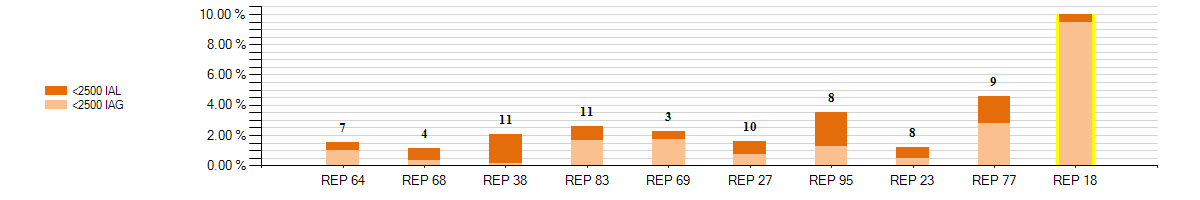 10.00 %
8.00 %
6.00 %
4.00 %
2.00 %
0.00 %
<2500 IAL
<2500 IAG
7
4
11
11
3
10
8
8
9
REP 64
REP 68
REP 38
REP 83
REP 69
REP 27
REP 95
REP 23
REP 77
REP 18